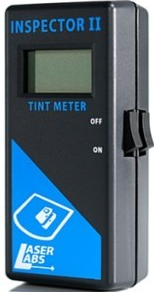 INSPECTOR II
TINT METER
OFF
ON
LASER
LABS